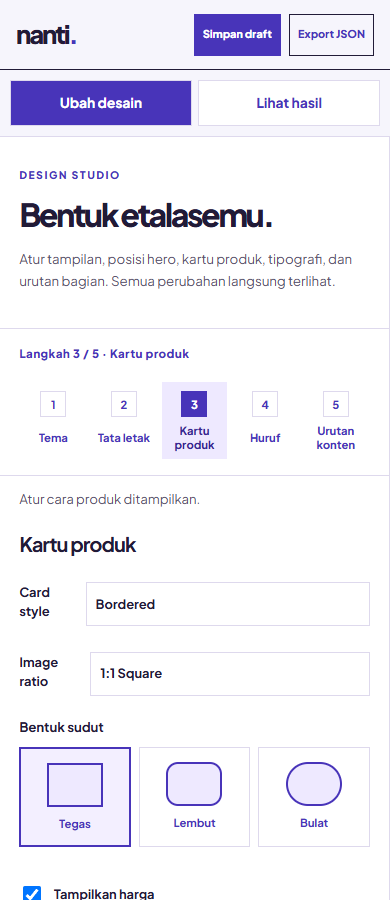 nanti.
Simpan draft
Export JSON
Ubah desain
Lihat hasil
DESIGN STUDIO
Bentuk etalasemu.
Atur tampilan, posisi hero, kartu produk, tipografi, dan
urutan bagian. Semua perubahan langsung terlihat.
Langkah 3 / 5 · Kartu produk
1
2
3
4
5
Tema
Tata letak
Kartu
produk
Huruf
Urutan
konten
Atur cara produk ditampilkan.
Kartu produk
Card
style
Bordered
Image
ratio
1:1 Square
Bentuk sudut
Tegas
Lembut
Bulat
Tampilkan harga